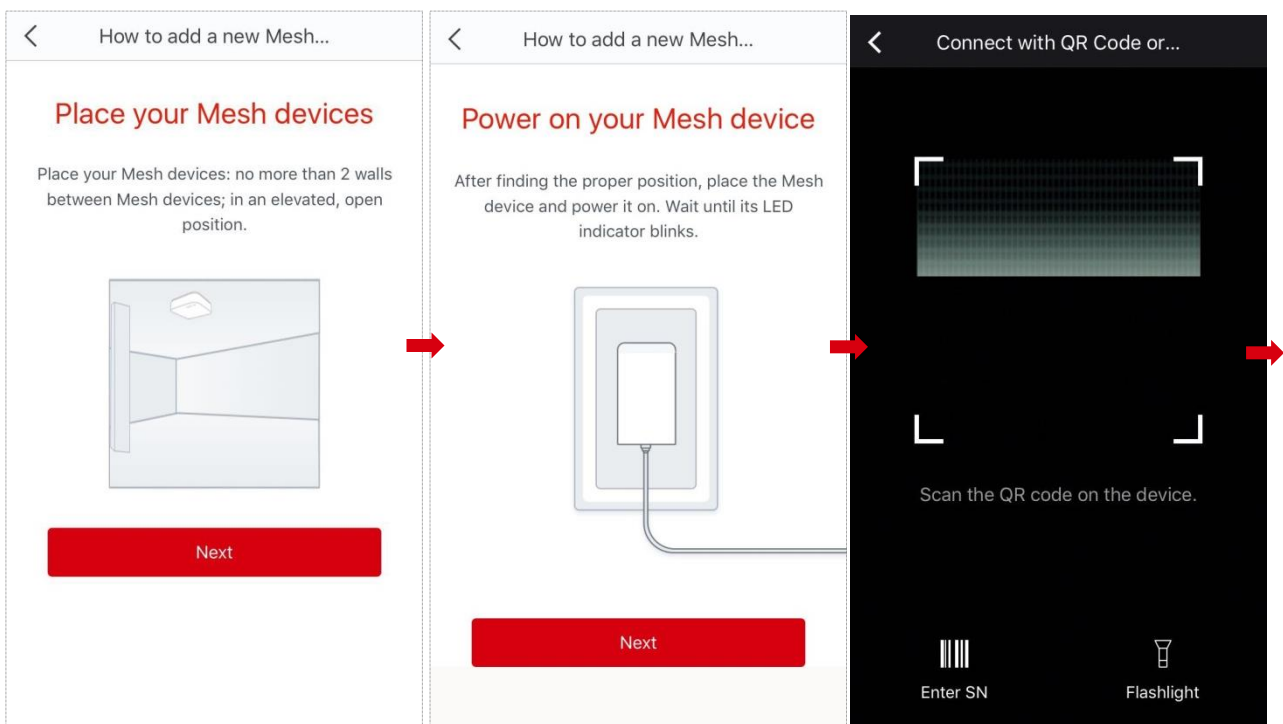 How to add a new Mesh...
Place your Mesh devices
Place your Mesh devices: no more than 2 walls
between Mesh devices; in an elevated, open
position.
Next
How to add a new Mesh...
Power on your Mesh device
After finding the proper position, place the Mesh
device and power it on. Wait until its LED
indicator blinks.
Next
Connect with QR Code or...
Scan the QR code on the device.
Enter SN
Flashlight